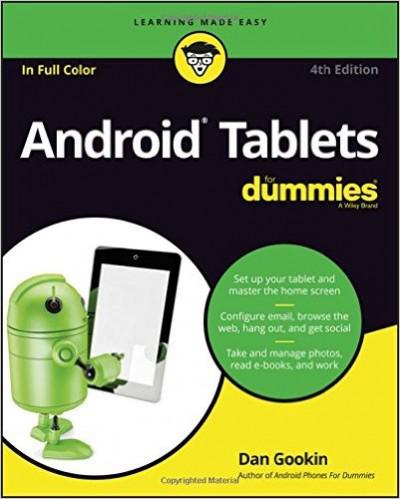 LEARNING MADE EASY
In Full Color
4th Edition
Android® Tablets
for
dummies®
A Wiley Brand
Set up your tablet and
master the home screen
Configure email, browse the
web, hang out, and get social
Take and manage photos,
read e-books, and work
Dan Gookin
Author of Android Phones For Dummies
Copyrighted Material